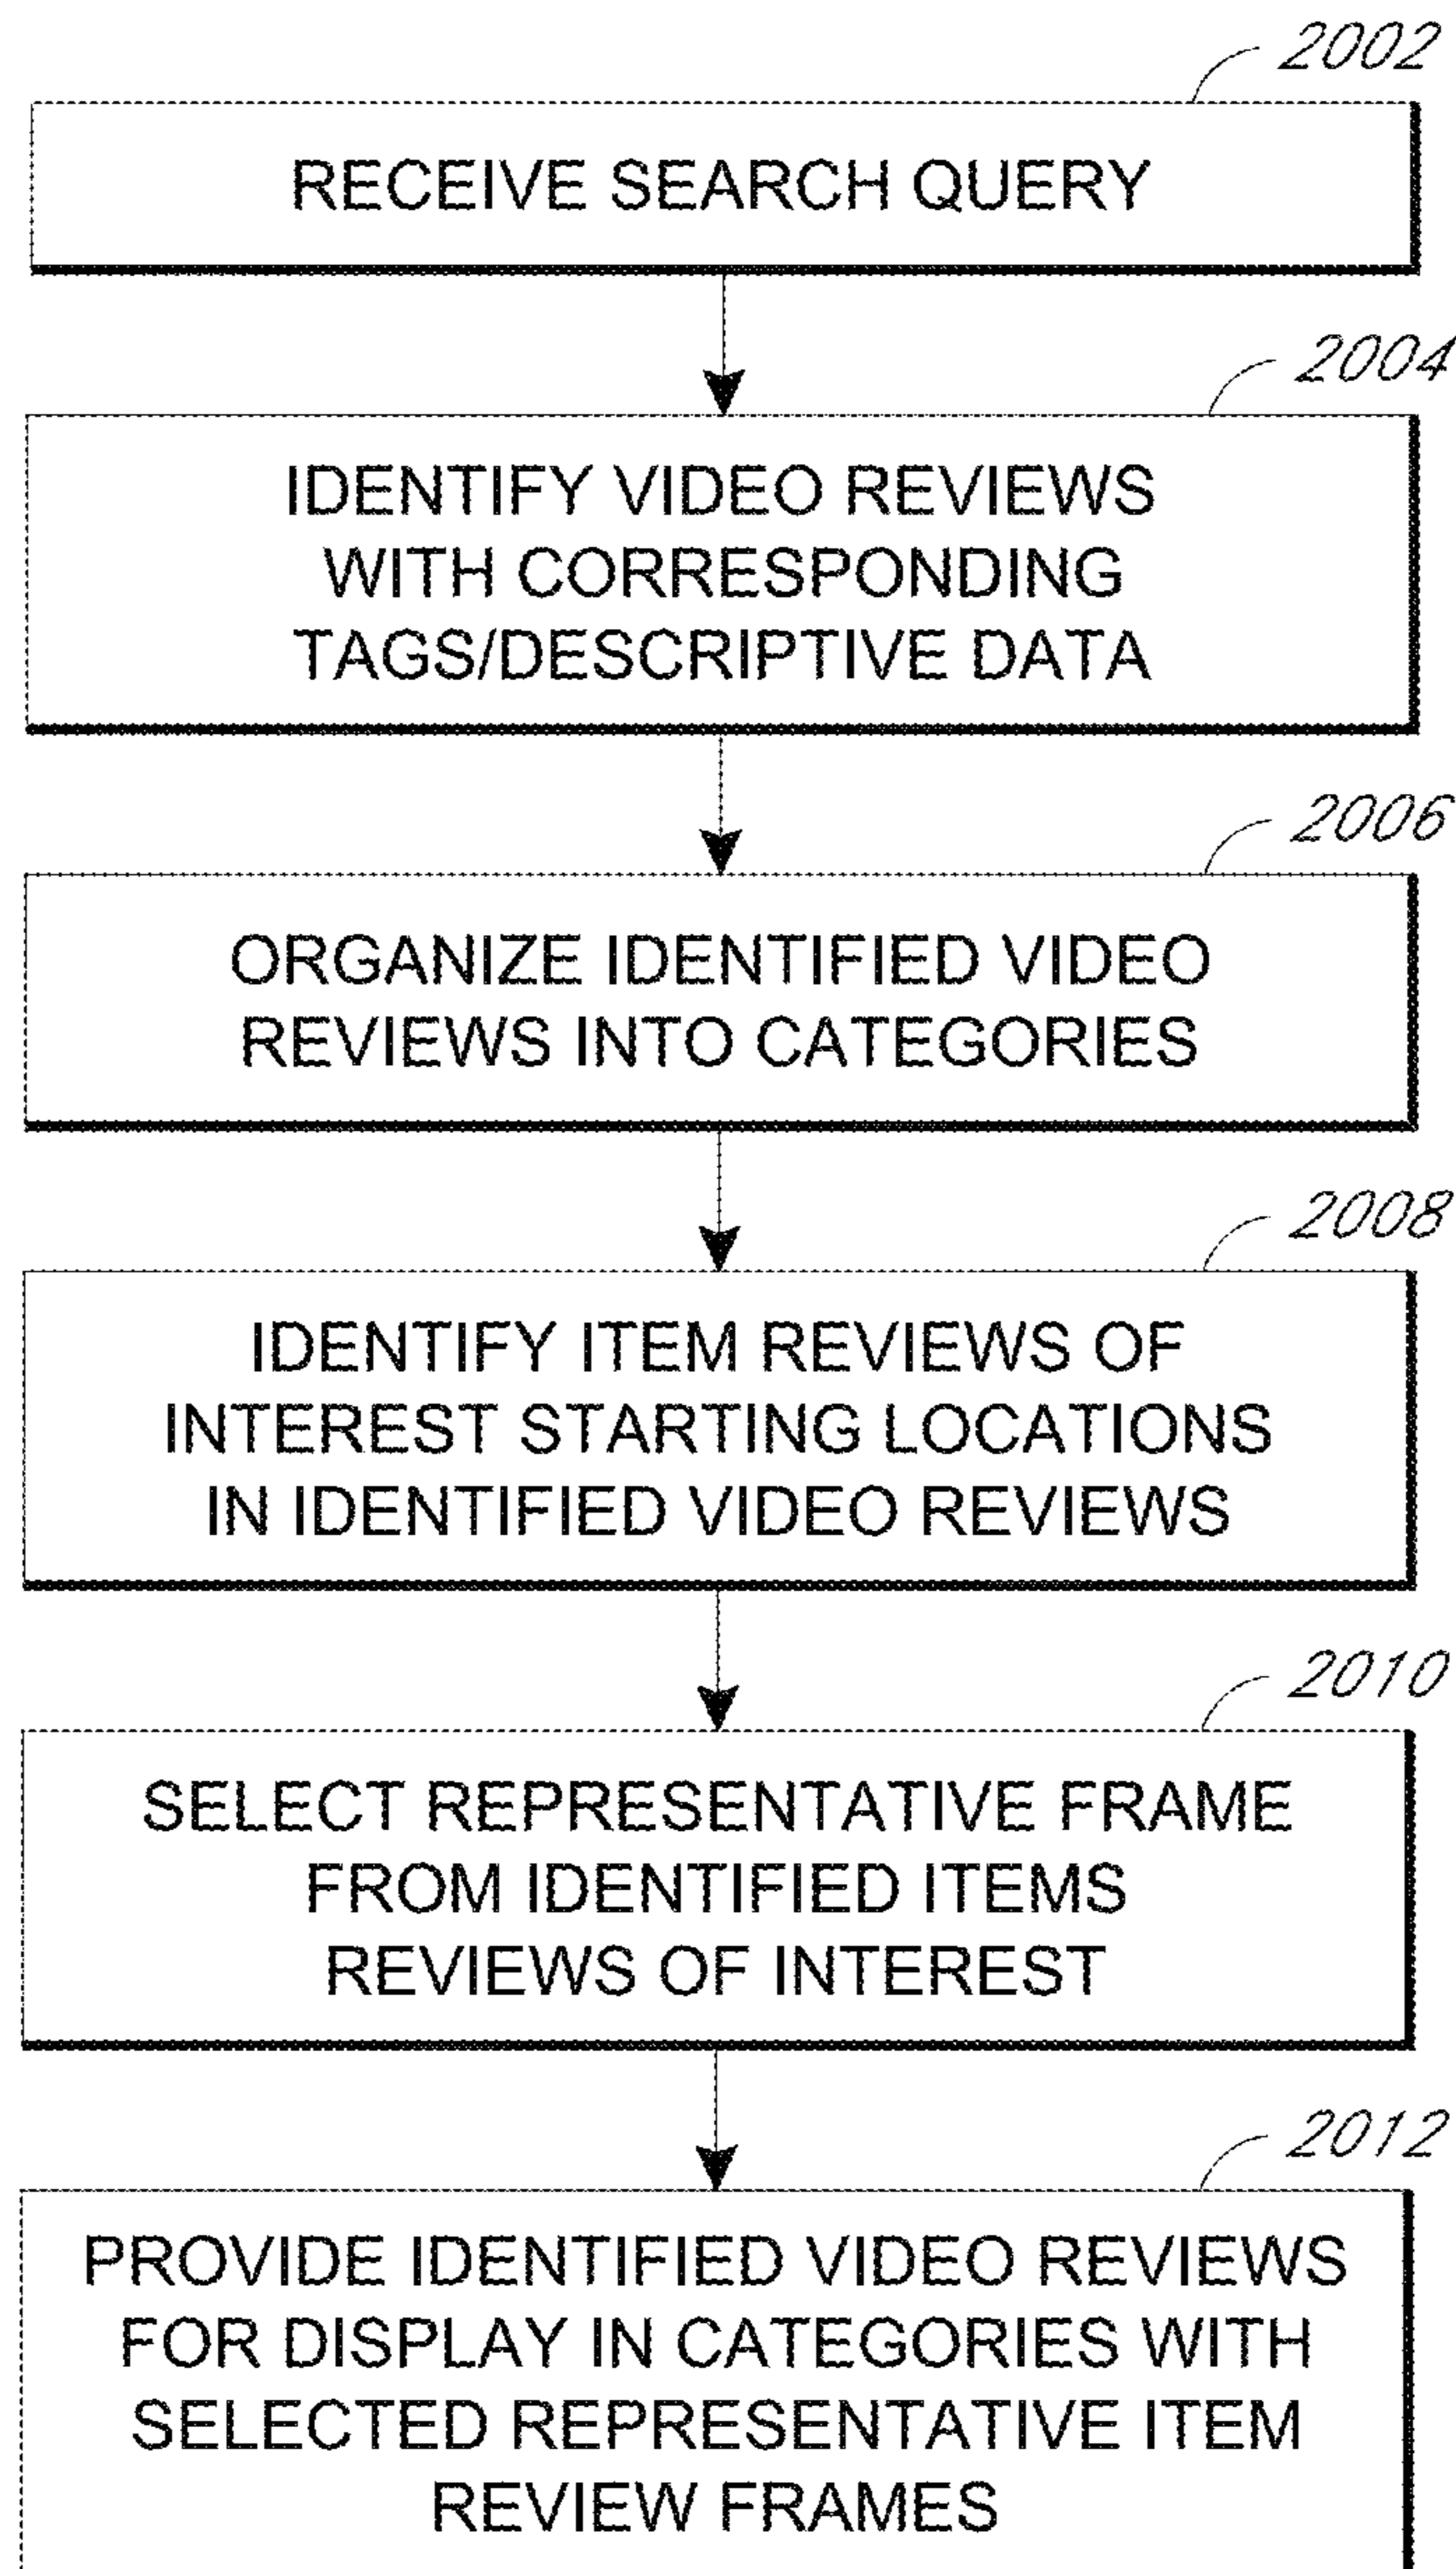 2002
RECEIVE SEARCH QUERY
2004
IDENTIFY VIDEO REVIEWS
WITH CORRESPONDING
TAGS/DESCRIPTIVE DATA
2006
ORGANIZE IDENTIFIED VIDEO
REVIEWS INTO CATEGORIES
2008
IDENTIFY ITEM REVIEWS OF
INTEREST STARTING LOCATIONS
IN IDENTIFIED VIDEO REVIEWS
2010
SELECT REPRESENTATIVE FRAME
FROM IDENTIFIED ITEMS
REVIEWS OF INTEREST
2012
PROVIDE IDENTIFIED VIDEO REVIEWS
FOR DISPLAY IN CATEGORIES WITH
SELECTED REPRESENTATIVE ITEM
REVIEW FRAMES